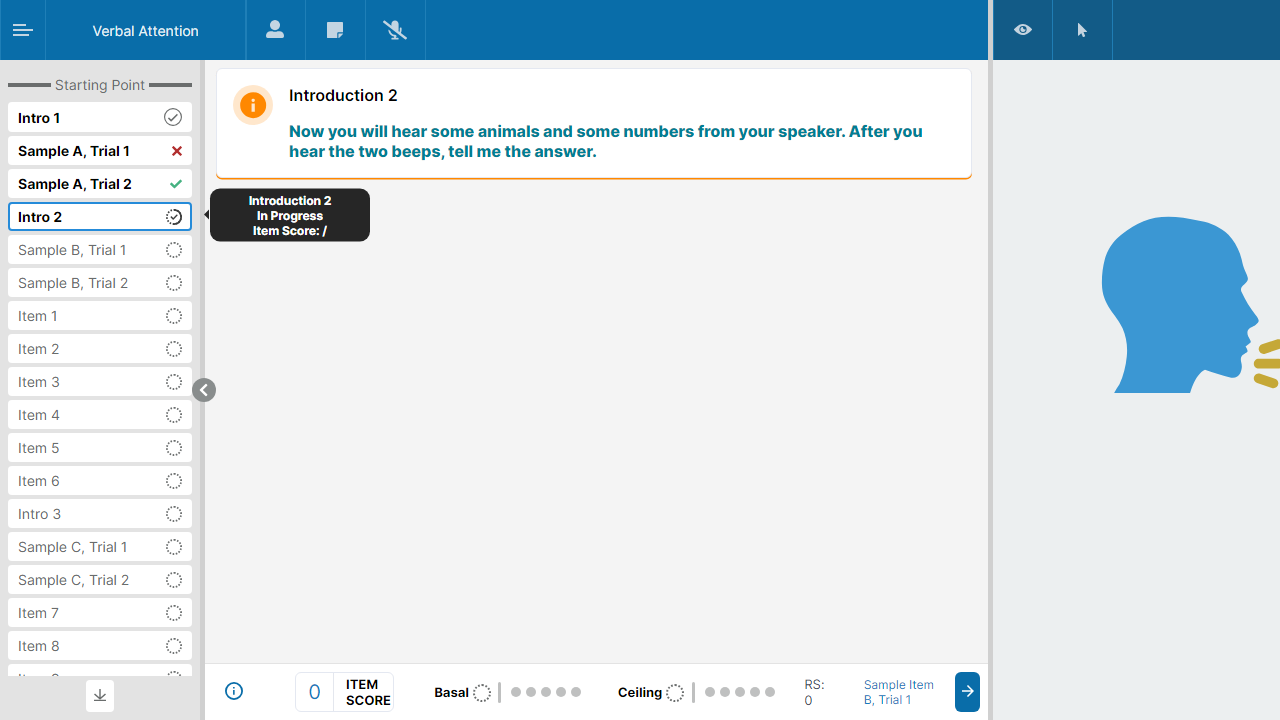 Verbal Attention
Starting Point
Intro 1
Sample A, Trial 1
Sample A, Trial 2
Intro 2
Sample B, Trial 1
Sample B, Trial 2
Item 1
Item 2
Item 3
Item 4
Item 5
Item 6
Intro 3
Sample C, Trial 1
Sample C, Trial 2
Item 7
Item 8
Introduction 2
Now you will hear some animals and some numbers from your speaker. After you
hear the two beeps, tell me the answer.
Introduction 2
In Progress
Item Score: /
0
ITEM
SCORE
Basal
Ceiling
RS:
0
Sample Item
B, Trial 1